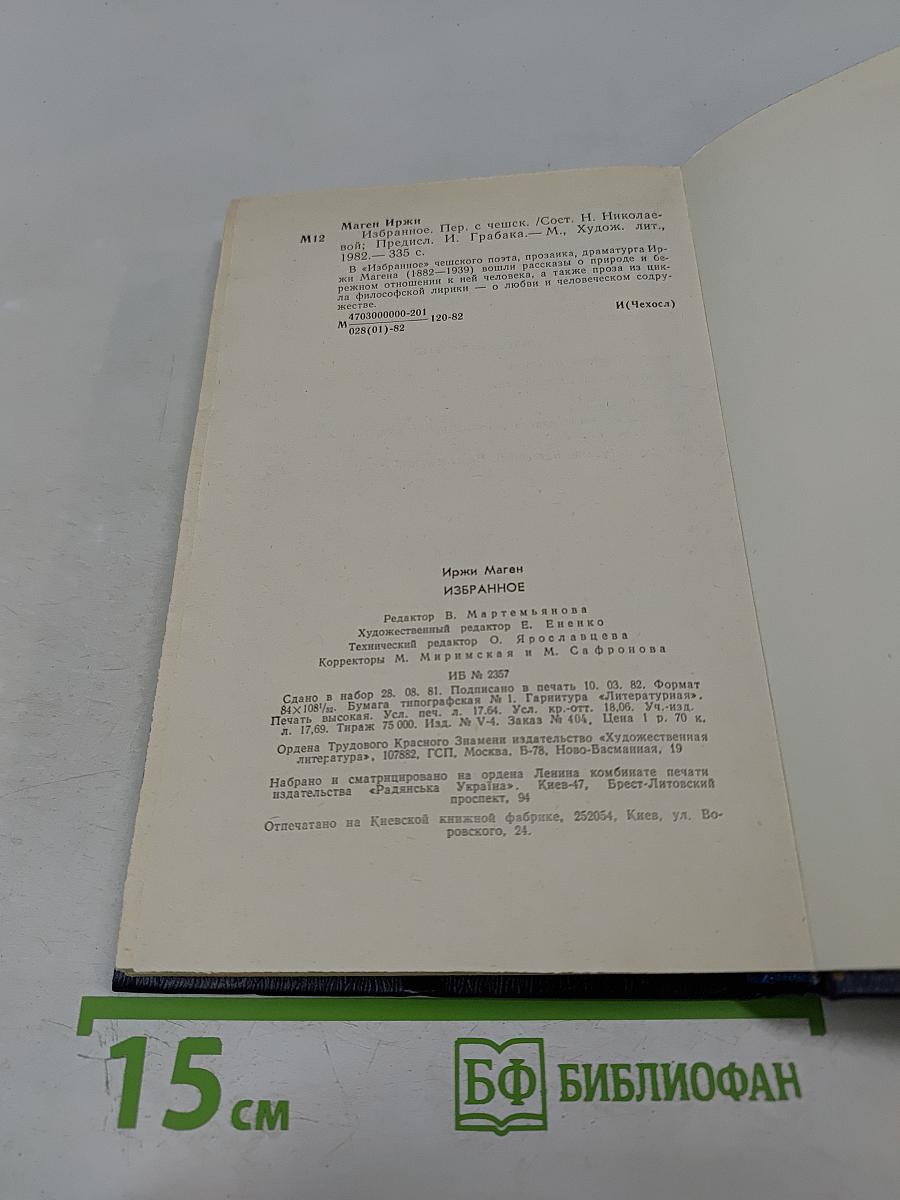 Маген Иржи
М12
Избранное. Пер. с чешск. /Сост. Н. Николае-
вой; Предисл. И. Грабака.— М., Худож. лит.,
1982.— 335 с.
В «Избранное» чешского поэта, прозаика, драматурга Ир-
жи Магена (1882—1939) вошли рассказы о природе и бе-
режном отношении к ней человека, а также проза из цик-
ла философской лирики — о любви и человеческом содру-
жестве.
4703000000-201
М 120-82 И(Чехосл)
028(01)-82
Иржи Маген
ИЗБРАННОЕ
Редактор В. Мартемьянова
Художественный редактор Е. Ененко
Технический редактор О. Ярославцева
Корректоры М. Миримская и М. Сафронова
ИБ № 2357
Сдано в набор 28. 08. 81. Подписано в печать 10. 03. 82. Формат
84×108¹/₃₂. Бумага типографская № 1. Гарнитура «Литературная».
Печать высокая. Усл. печ. л. 17.64. Усл. кр.-отт. 18,06. Уч.-изд.
л. 17,69. Тираж 75 000. Изд. № V-4. Заказ № 404. Цена 1 р. 70 к.
Ордена Трудового Красного Знамени издательство «Художественная
литература», 107882, ГСП, Москва, Б-78, Ново-Басманная, 19
Набрано и сматрицировано на ордена Ленина комбинате печати
издательства «Радянська Україна». Киев-47, Брест-Литовский
проспект, 94
Отпечатано на Киевской книжной фабрике, 252054, Киев, ул. Во-
ровского, 24.
15 см
БФ БИБЛИОФАН